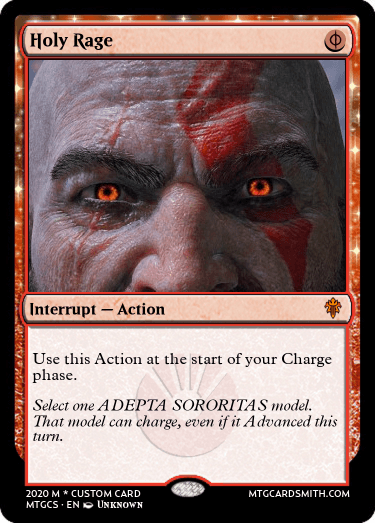 Holy Rage
Interrupt — Action
Use this Action at the start of your Charge
phase.
Select one ADEPTA SORORITAS model.
That model can charge, even if it Advanced this
turn.
2020 M * CUSTOM CARD
MTGCS • EN Unknown
MTGCARDSMITH.COM